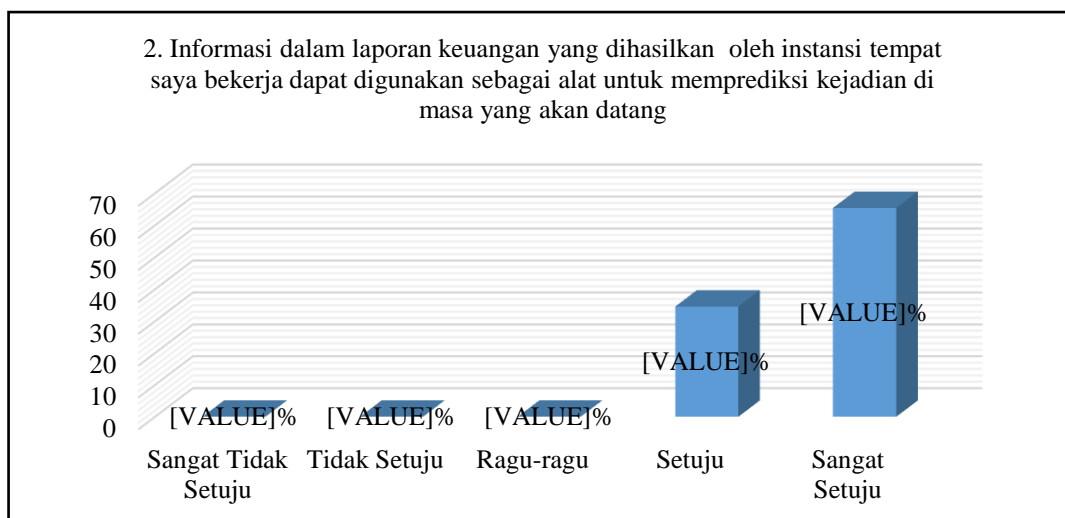 2. Informasi dalam laporan keuangan yang dihasilkan oleh instansi tempat
saya bekerja dapat digunakan sebagai alat untuk memprediksi kejadian di
masa yang akan datang
70
60
50
40
30
20
10
0
[VALUE]%
[VALUE]%
[VALUE]%
[VALUE]%
[VALUE]%
Sangat Tidak
Setuju
Tidak Setuju
Ragu-ragu
Setuju
Sangat
Setuju